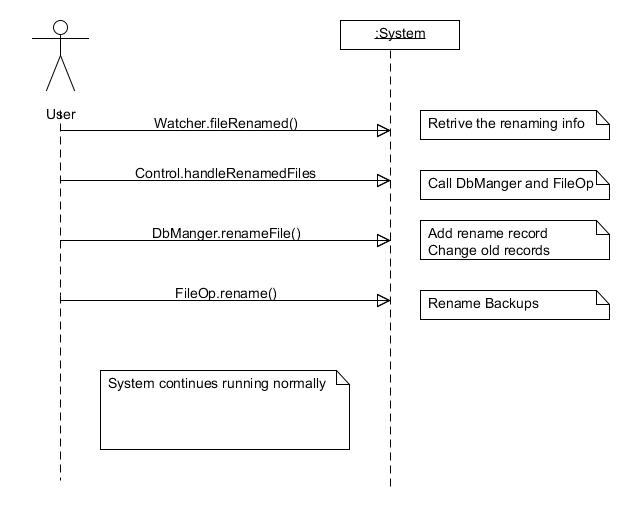 :System
User
Watcher.fileRenamed()
Retrive the renaming info
Control.handleRenamedFiles
Call DbManger and FileOp
DbManger.renameFile()
Add rename record
Change old records
FileOp.rename()
Rename Backups
System continues running normally